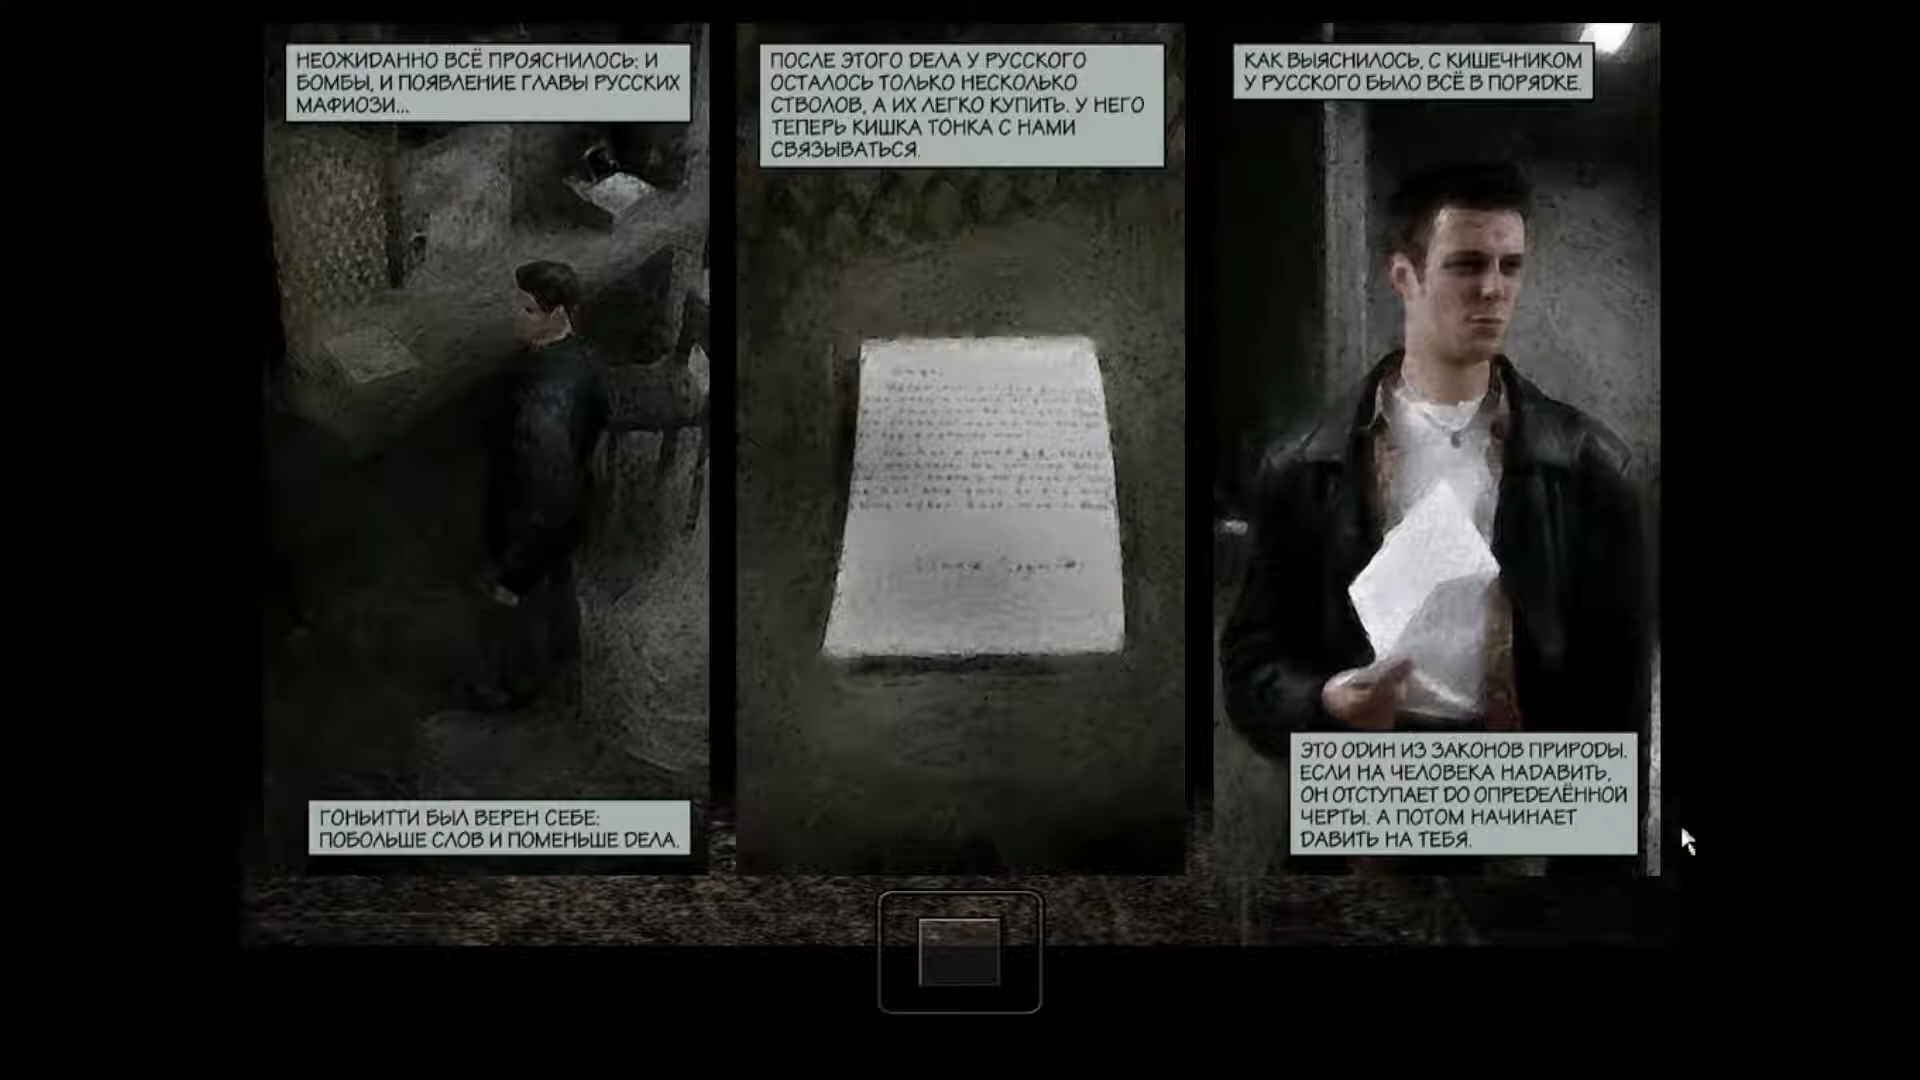 НЕОЖИДАННО ВСЁ ПРОЯСНИЛОСЬ: И
БОМБЫ, И ПОЯВЛЕНИЕ ГЛАВЫ РУССКИХ
МАФИОЗИ...
ГОНЬИТТИ БЫЛ ВЕРЕН СЕБЕ:
ПОБОЛЬШЕ СЛОВ И ПОМЕНЬШЕ ДЕЛА.
ПОСЛЕ ЭТОГО ДЕЛА У РУССКОГО
ОСТАЛОСЬ ТОЛЬКО НЕСКОЛЬКО
СТВОЛОВ, А ИХ ЛЕГКО КУПИТЬ. У НЕГО
ТЕПЕРЬ КИШКА ТОНКА С НАМИ
СВЯЗЫВАТЬСЯ.
КАК ВЫЯСНИЛОСЬ, С КИШЕЧНИКОМ
У РУССКОГО БЫЛО ВСЁ В ПОРЯДКЕ.
ЭТО ОДИН ИЗ ЗАКОНОВ ПРИРОДЫ.
ЕСЛИ НА ЧЕЛОВЕКА НАДАВИТЬ,
ОН ОТСТУПАЕТ ДО ОПРЕДЕЛЁННОЙ
ЧЕРТЫ. А ПОТОМ НАЧИНАЕТ
ДАВИТЬ НА ТЕБЯ.